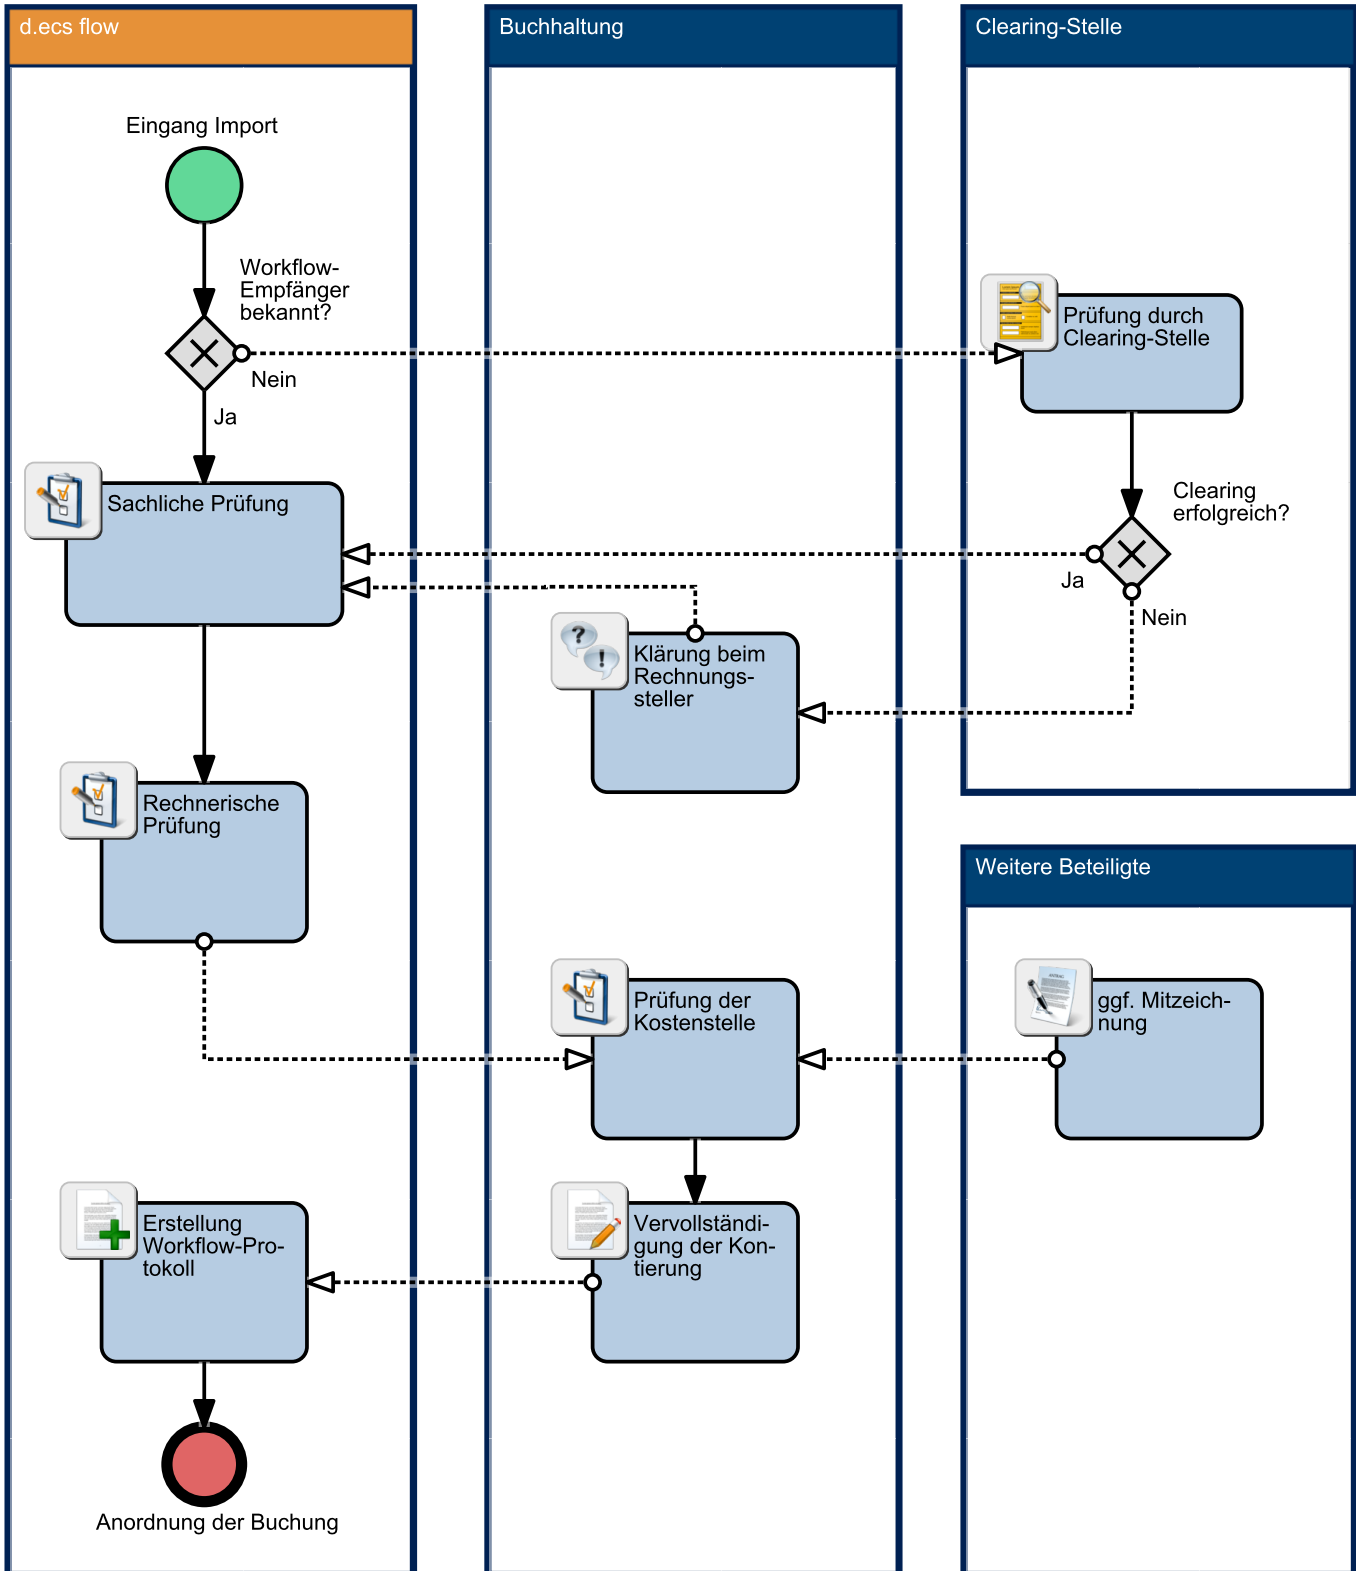 d.ecs flow
Buchhaltung
Clearing-Stelle
Eingang Import
Workflow-
Empfänger
bekannt?
Nein
Ja
Prüfung durch
Clearing-Stelle
Clearing
erfolgreich?
Ja
Nein
Sachliche Prüfung
Klärung beim
Rechnungs-
steller
Rechnerische
Prüfung
Weitere Beteiligte
Prüfung der
Kostenstelle
ggf. Mitzeich-
nung
Erstellung
Workflow-Pro-
tokoll
Vervollständi-
gung der Kon-
tierung
Anordnung der Buchung